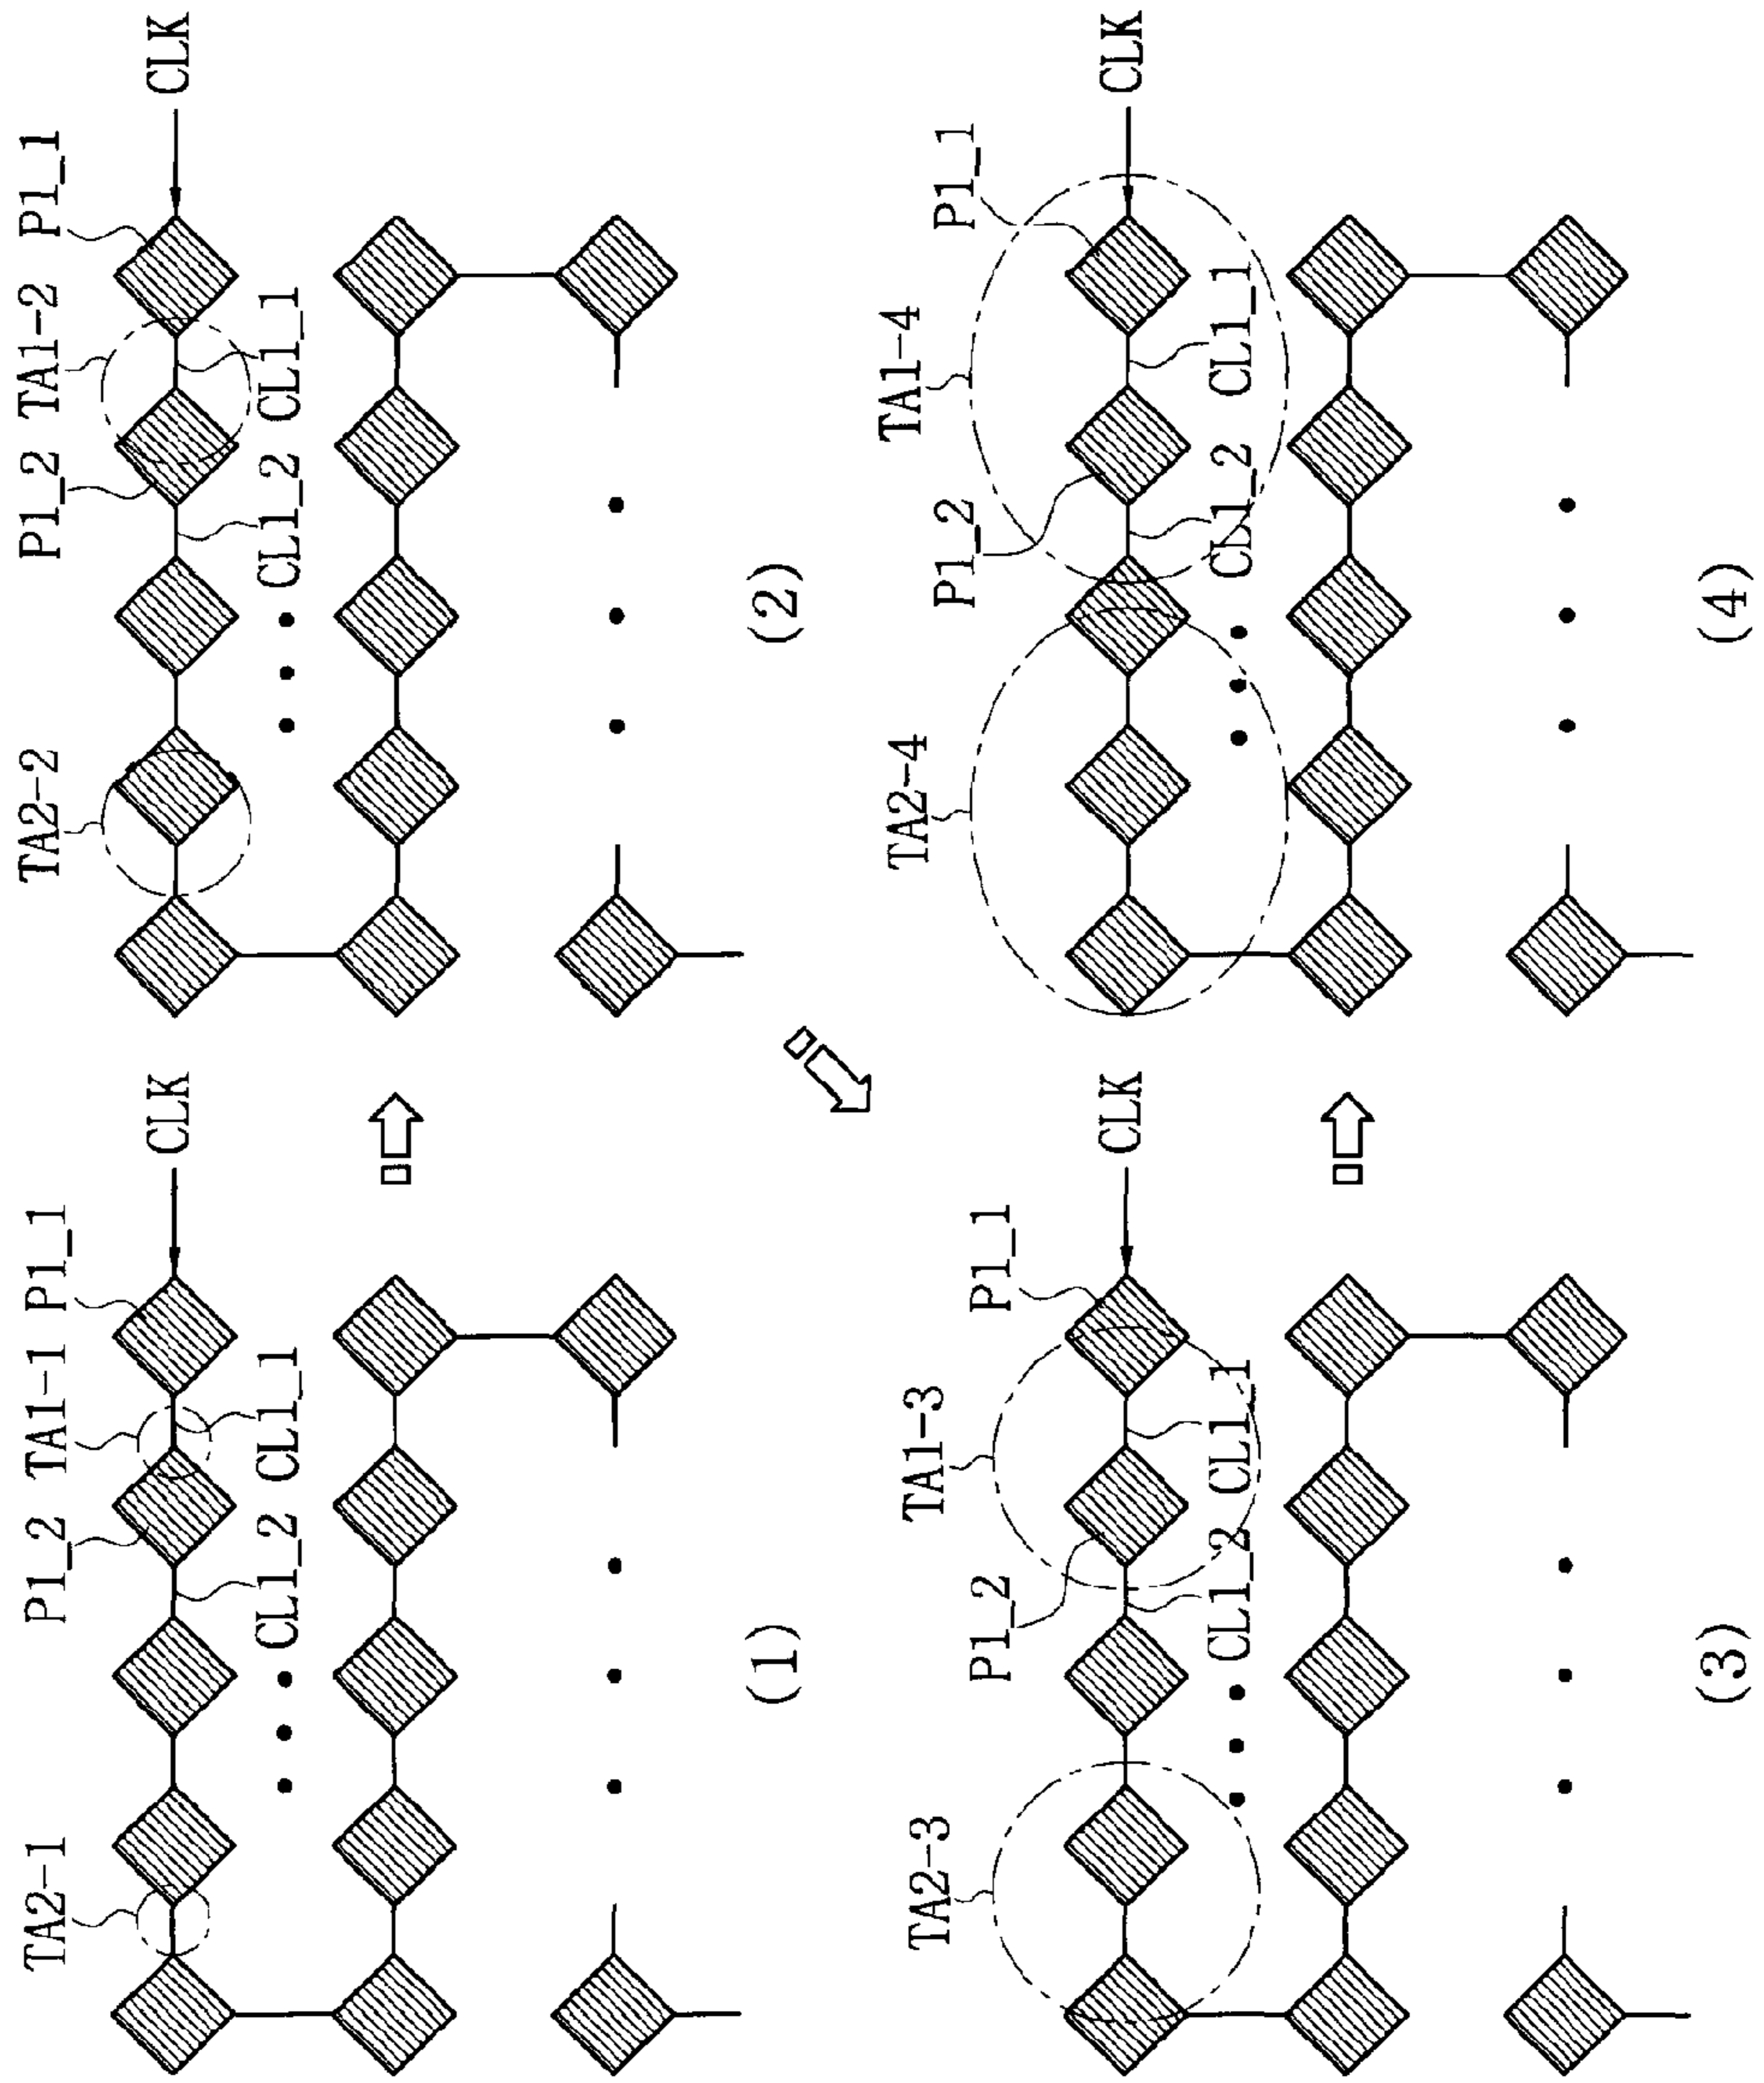 TA2-1
P1_2
TA1-1
P1_1
CLK
CL1_2
CL1_1
(1)
TA2-2
P1_2
TA1-2
P1_1
CLK
CL1_2
CL1_1
(2)
TA2-3
P1_2
TA1-3
P1_1
CLK
CL1_2
CL1_1
(3)
TA2-4
P1_2
TA1-4
P1_1
CLK
CL1_2
CL1_1
(4)